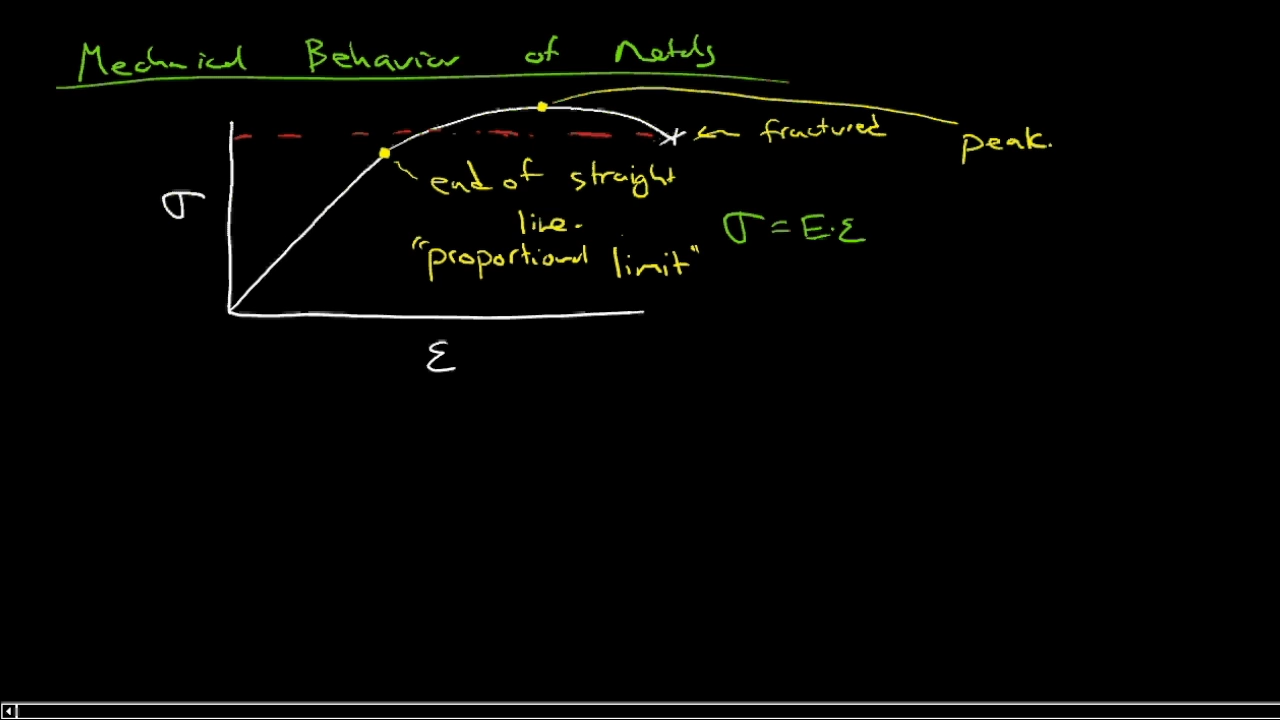 Mechanical Behavior of Metals
fractured
peak.
end of straight
line.
"proportional limit"
σ = E·ε
σ
ε